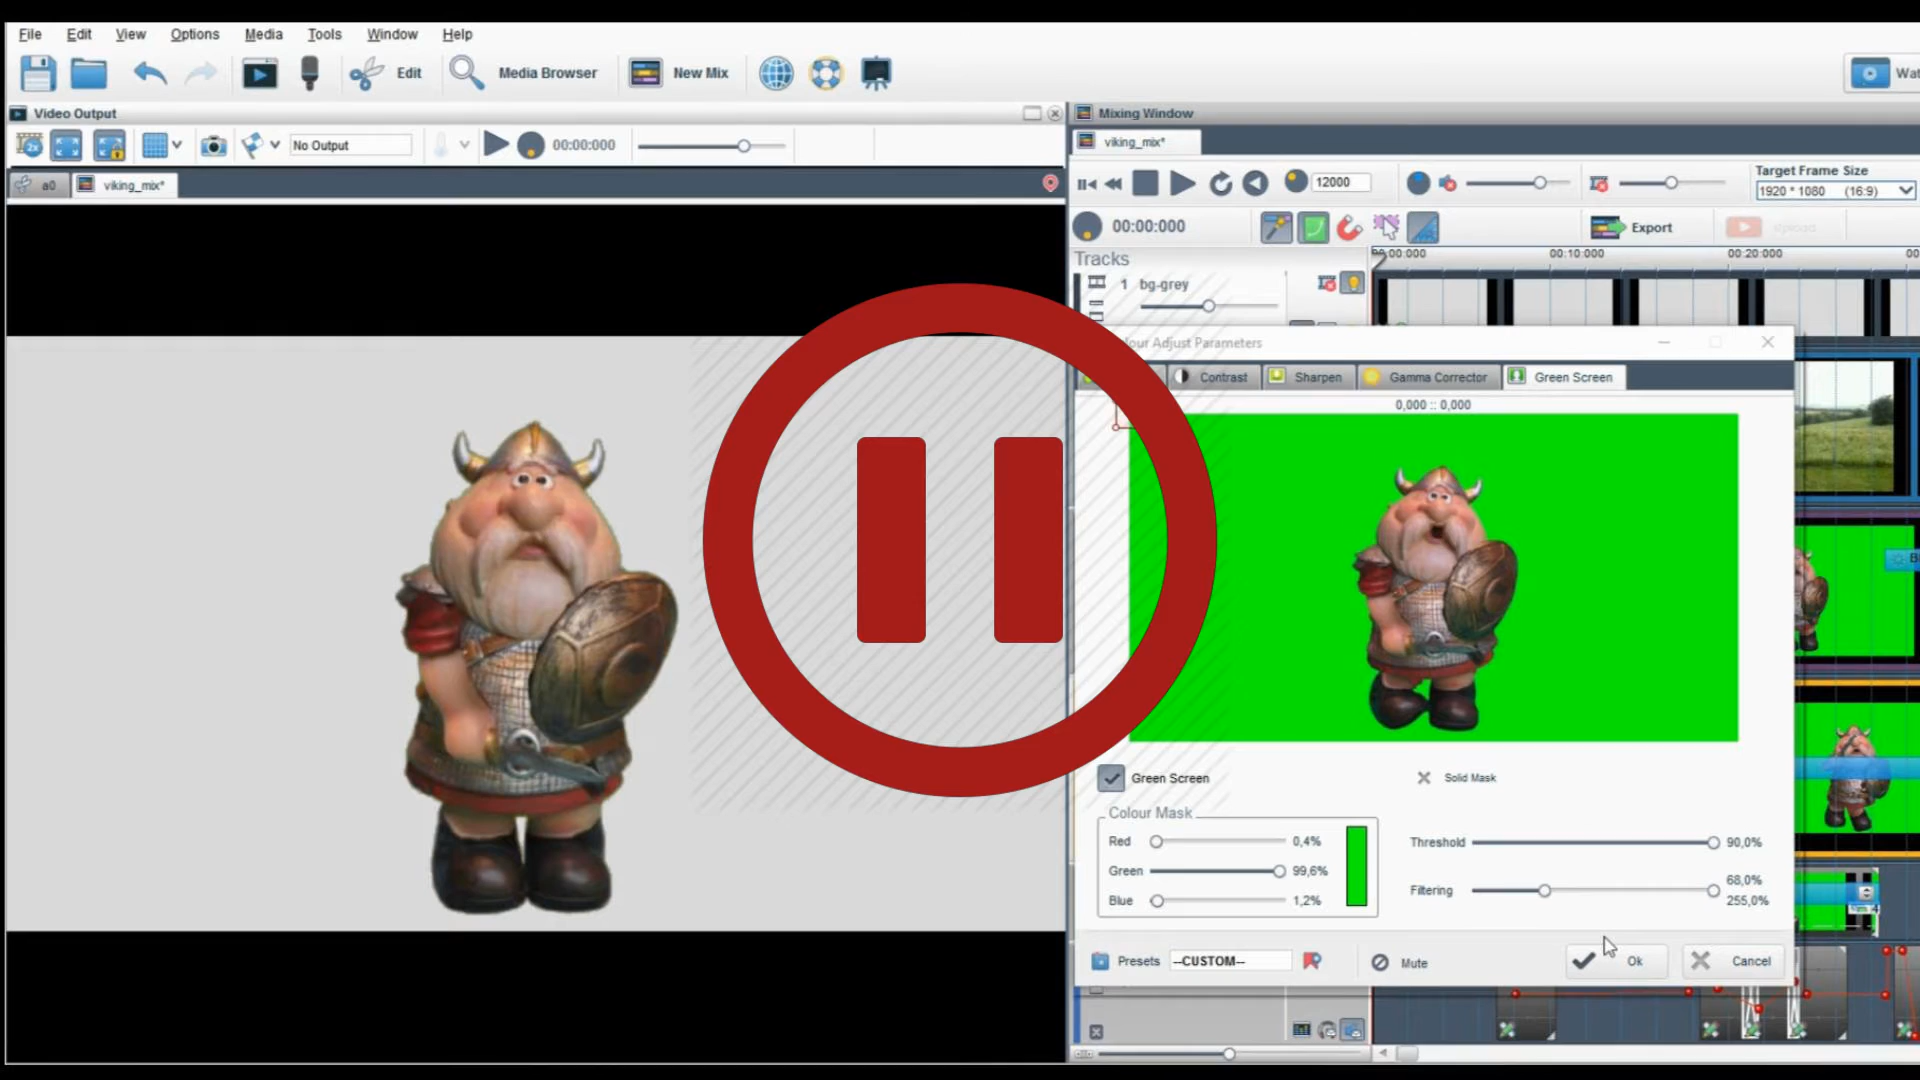 File Edit View Options Media Tools Window Help
Edit Media Browser New Mix
Video Output
No Output 00:00:000
a0 viking_mix*
Mixing Window
viking_mix*
12000
Target Frame Size
1920 * 1080 (16:9)
00:00:000
Export Upload
Tracks
00:10:000 00:20:000
1 bg-grey
Adjust Parameters
Contrast Sharpen Gamma Corrector Green Screen
0,000 :: 0,000
Green Screen
Solid Mask
Colour Mask
Red 0,4%
Green 99,6%
Blue 1,2%
Threshold 90,0%
Filtering 68,0%
255,0%
Presets --CUSTOM-- Mute Ok Cancel